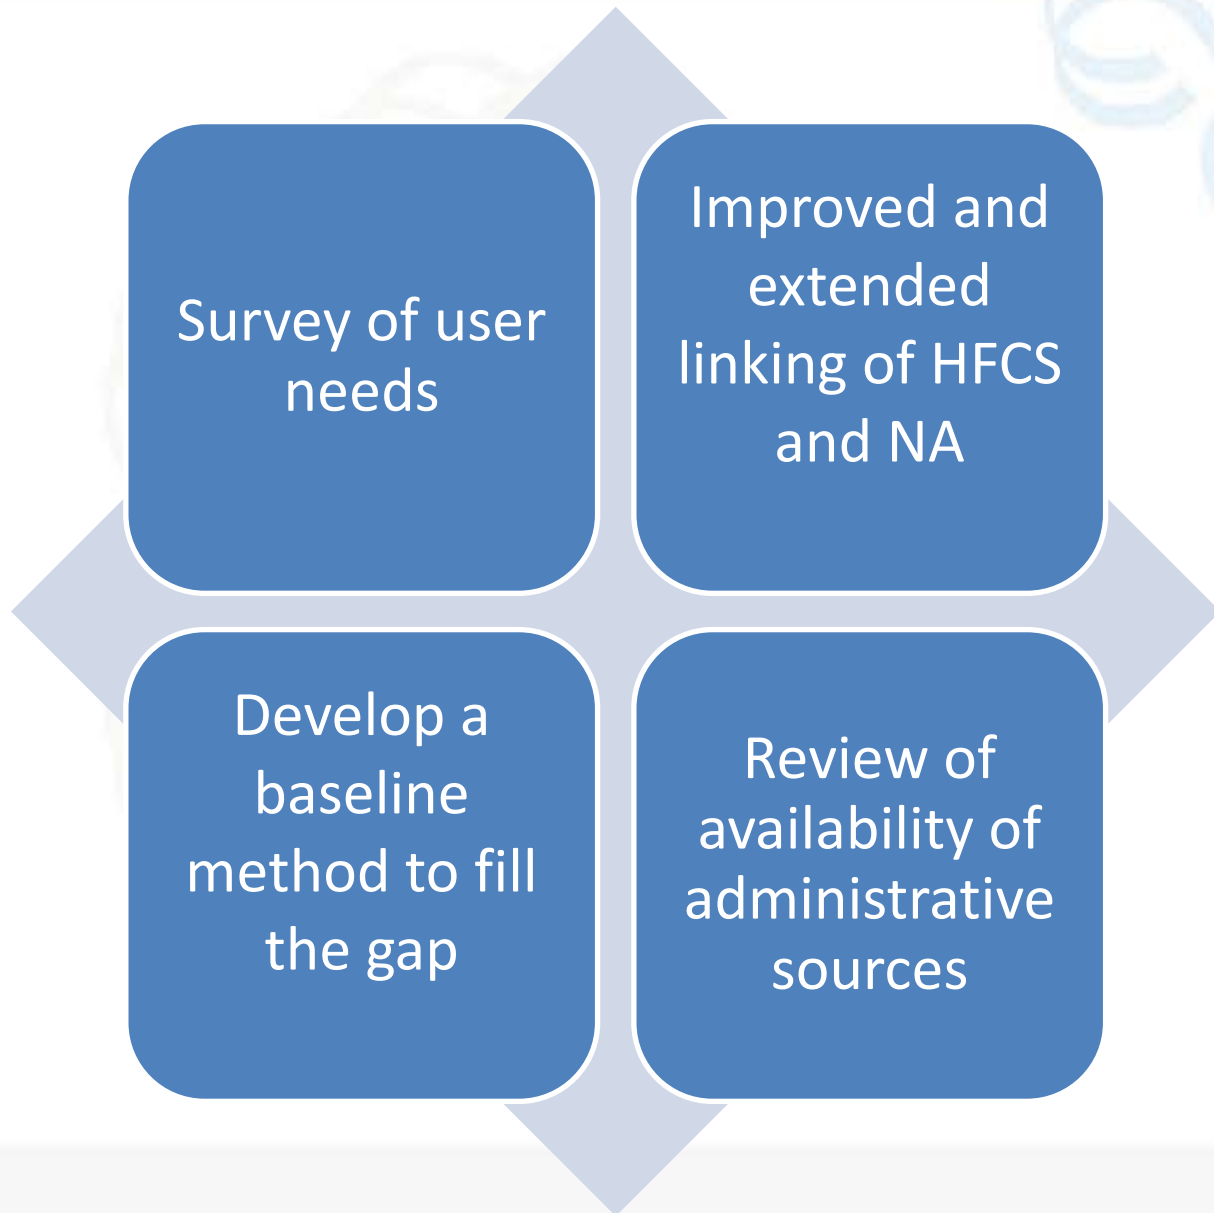 Survey of user
needs
Improved and
extended
linking of HFCS
and NA
Develop a
baseline
method to fill
the gap
Review of
availability of
administrative
sources